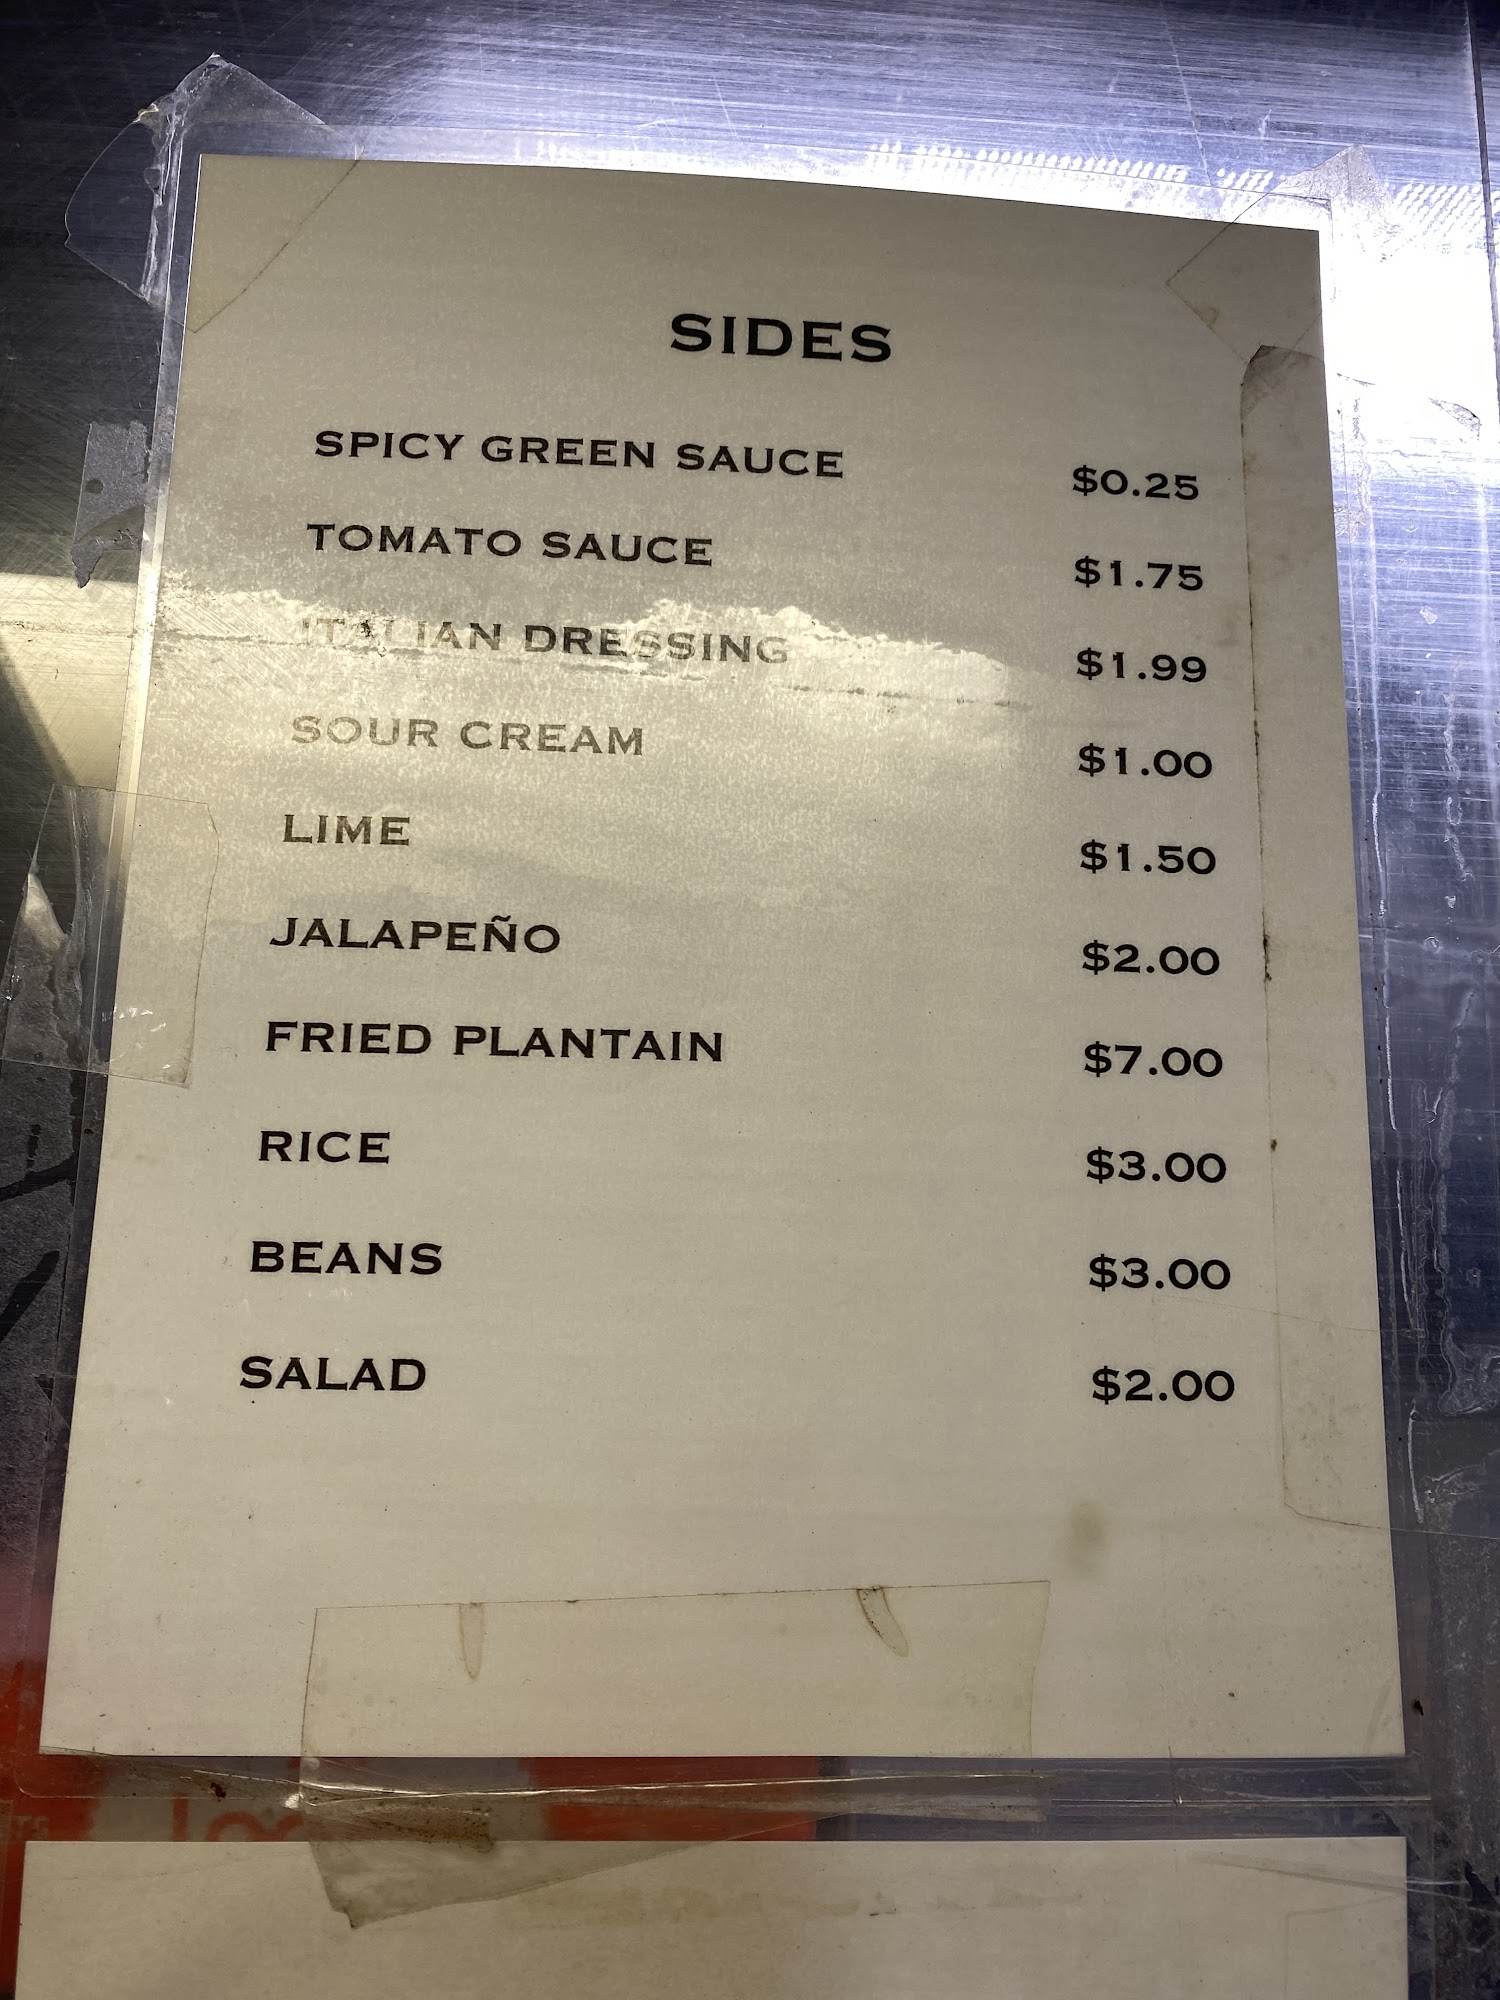 SIDES
SPICY GREEN SAUCE $0.25
TOMATO SAUCE $1.75
ITALIAN DRESSING $1.99
SOUR CREAM $1.00
LIME $1.50
JALAPEÑO $2.00
FRIED PLANTAIN $7.00
RICE $3.00
BEANS $3.00
SALAD $2.00